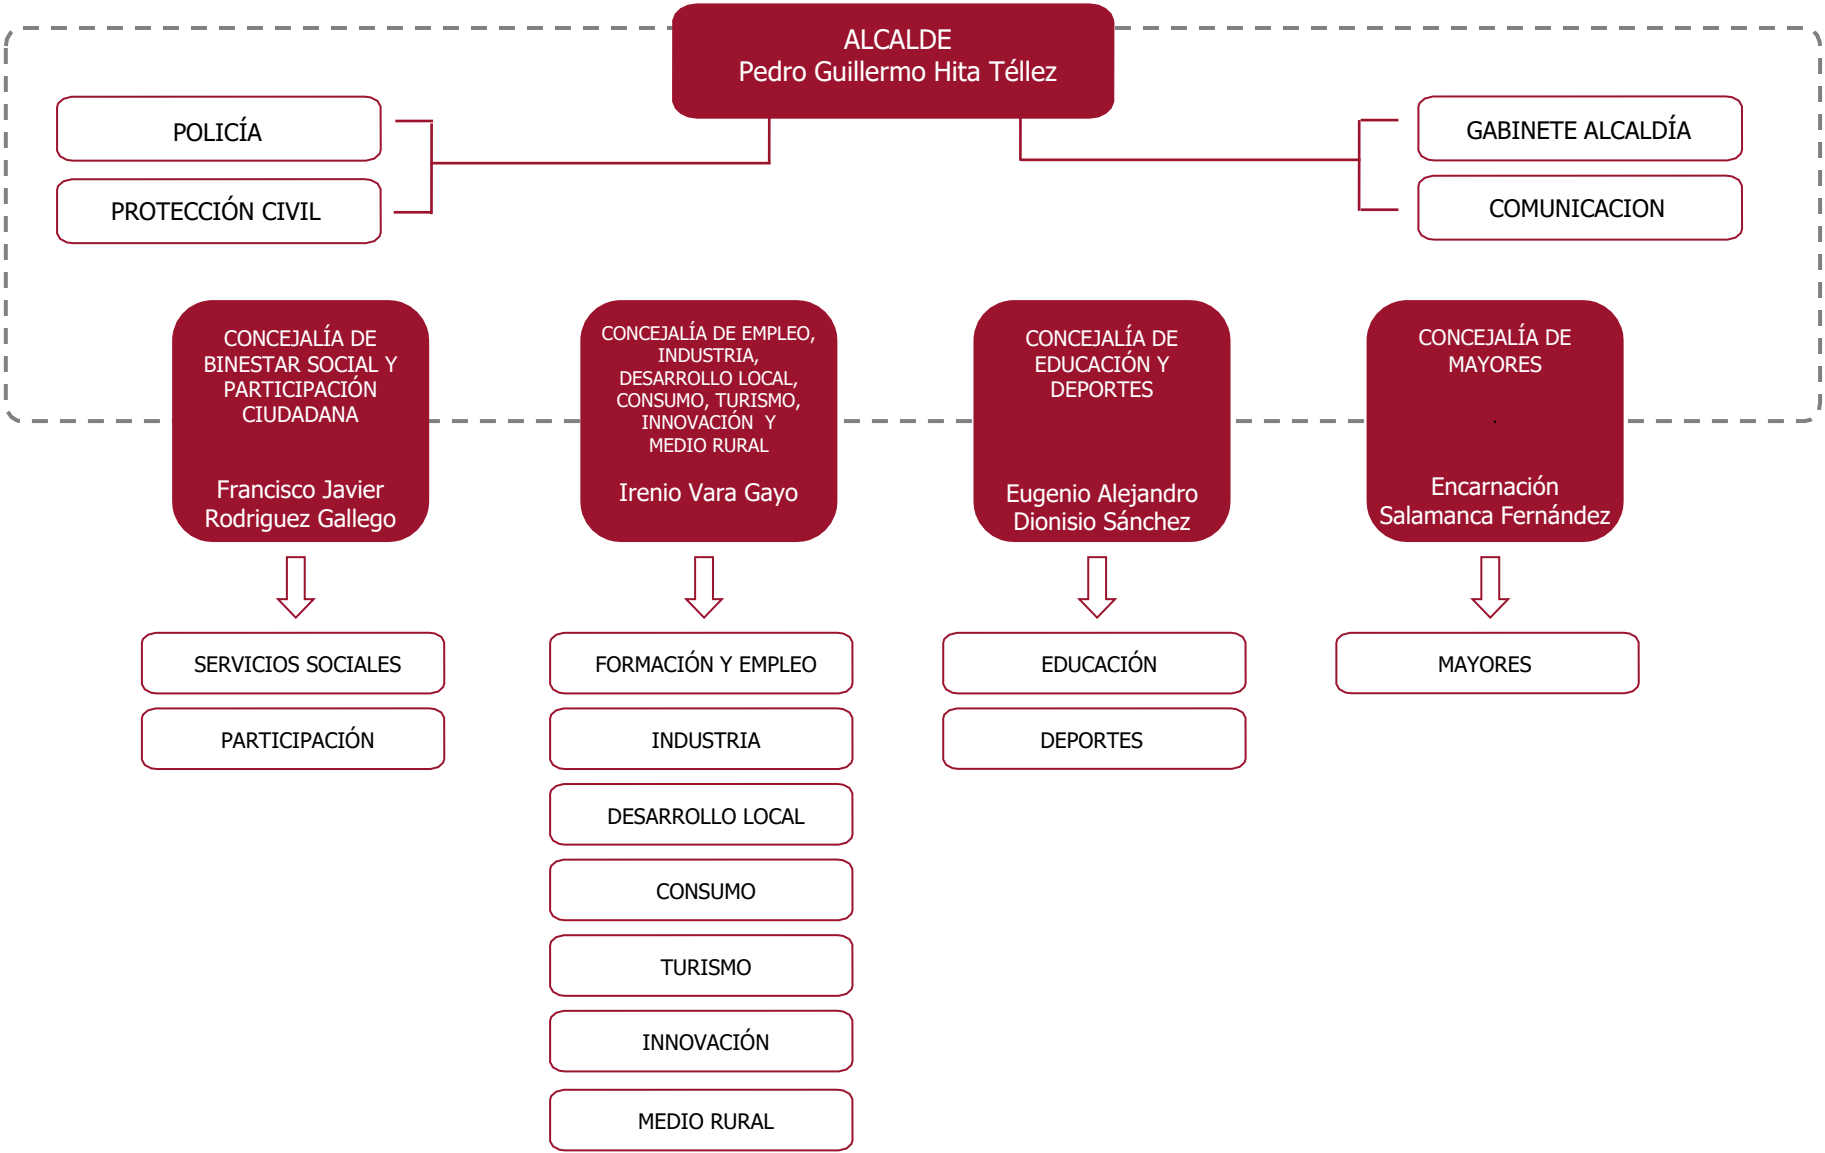 ALCALDE
Pedro Guillermo Hita Téllez
POLICÍA
PROTECCIÓN CIVIL
GABINETE ALCALDÍA
COMUNICACION
CONCEJALÍA DE
BINESTAR SOCIAL Y
PARTICIPACIÓN
CIUDADANA
Francisco Javier
Rodriguez Gallego
CONCEJALÍA DE EMPLEO,
INDUSTRIA,
DESARROLLO LOCAL,
CONSUMO, TURISMO,
INNOVACIÓN Y
MEDIO RURAL
Irenio Vara Gayo
CONCEJALÍA DE
EDUCACIÓN Y
DEPORTES
Eugenio Alejandro
Dionisio Sánchez
CONCEJALÍA DE
MAYORES
.
Encarnación
Salamanca Fernández
SERVICIOS SOCIALES
PARTICIPACIÓN
FORMACIÓN Y EMPLEO
INDUSTRIA
DESARROLLO LOCAL
CONSUMO
TURISMO
INNOVACIÓN
MEDIO RURAL
EDUCACIÓN
DEPORTES
MAYORES